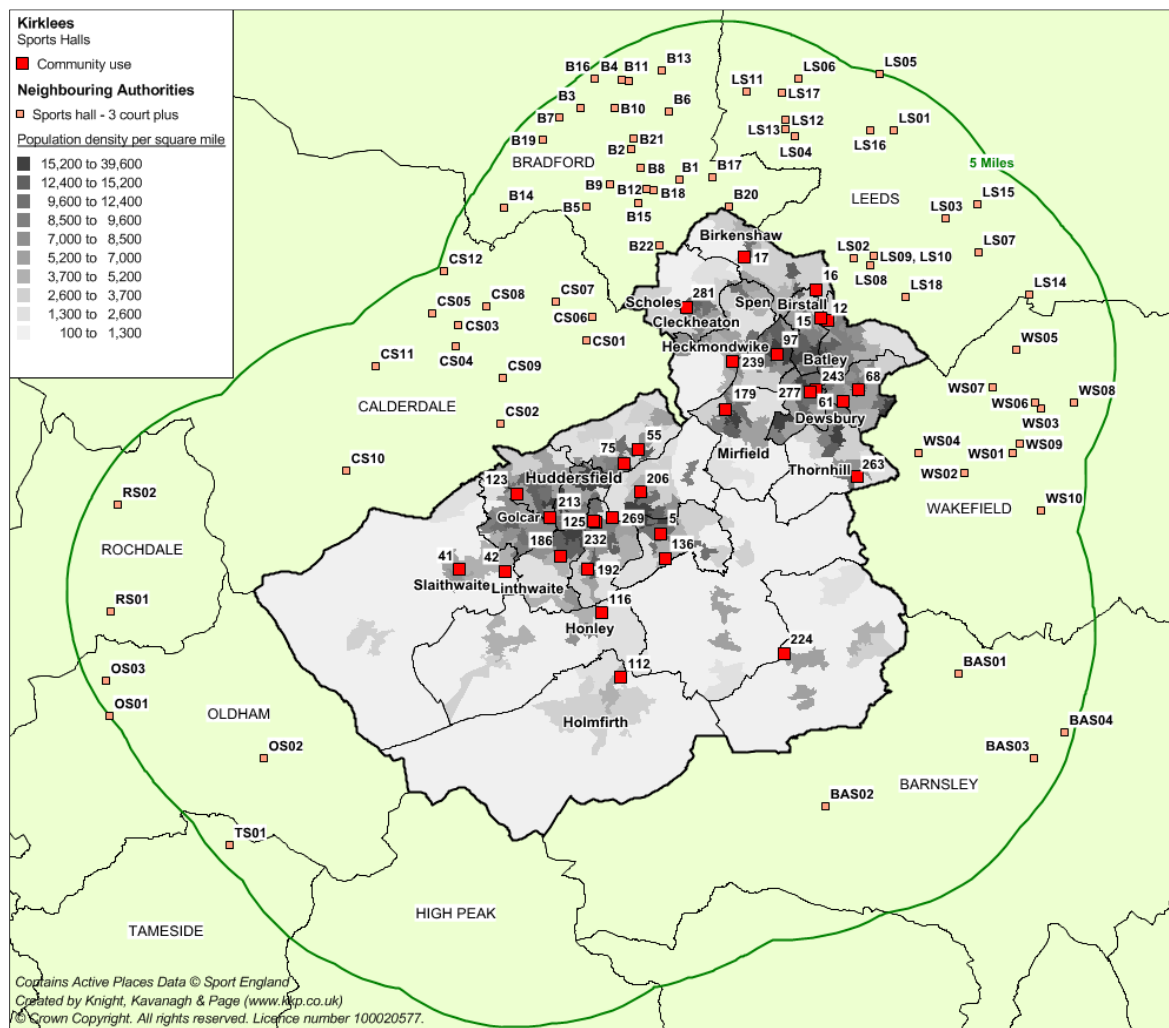 Kirklees
Sports Halls
Community use
Neighbouring Authorities
Sports hall - 3 court plus
Population density per square mile
15,200 to 39,600
12,400 to 15,200
9,600 to 12,400
8,500 to 9,600
7,000 to 8,500
5,200 to 7,000
3,700 to 5,200
2,600 to 3,700
1,300 to 2,600
100 to 1,300
B13
B16 B4 B11
LS06
LS05
LS11
LS17
B3
B10
B6
B7
LS12
LS13
LS01
B19
B21
LS04
LS16
B2
BRADFORD
5 Miles
B8
B1
B17
B9
B12
B18
LEEDS
LS15
B14
B5
B15
B20
LS03
Birkenshaw
B22
LS02
LS09, LS10
LS07
17
LS08
CS12
16
LS18
LS14
CS05
CS08
CS07
Scholes
281
Spen
Birstall
12
CS03
CS06
Cleckheaton
15
WS05
CS04
CS01
Heckmondwike
97
Batley
CS11
CS09
239
243
68
WS07
WS08
179
277
WS06
CALDERDALE
61
WS03
CS02
Dewsbury
55
WS04
WS09
75
Mirfield
WS01
CS10
Thornhill
263
WS02
123
Huddersfield
206
RS02
213
WS10
WAKEFIELD
Golcar
125
269
5
ROCHDALE
186
232
136
41
42
192
Slaithwaite
Linthwaite
RS01
116
Honley
224
OS03
112
BAS01
OS01
OLDHAM
Holmfirth
BAS04
OS02
BAS03
BARNSLEY
BAS02
TS01
HIGH PEAK
TAMESIDE
Contains Active Places Data © Sport England
Created by Knight, Kavanagh & Page (www.kkp.co.uk)
© Crown Copyright. All rights reserved. Licence number 100020577.